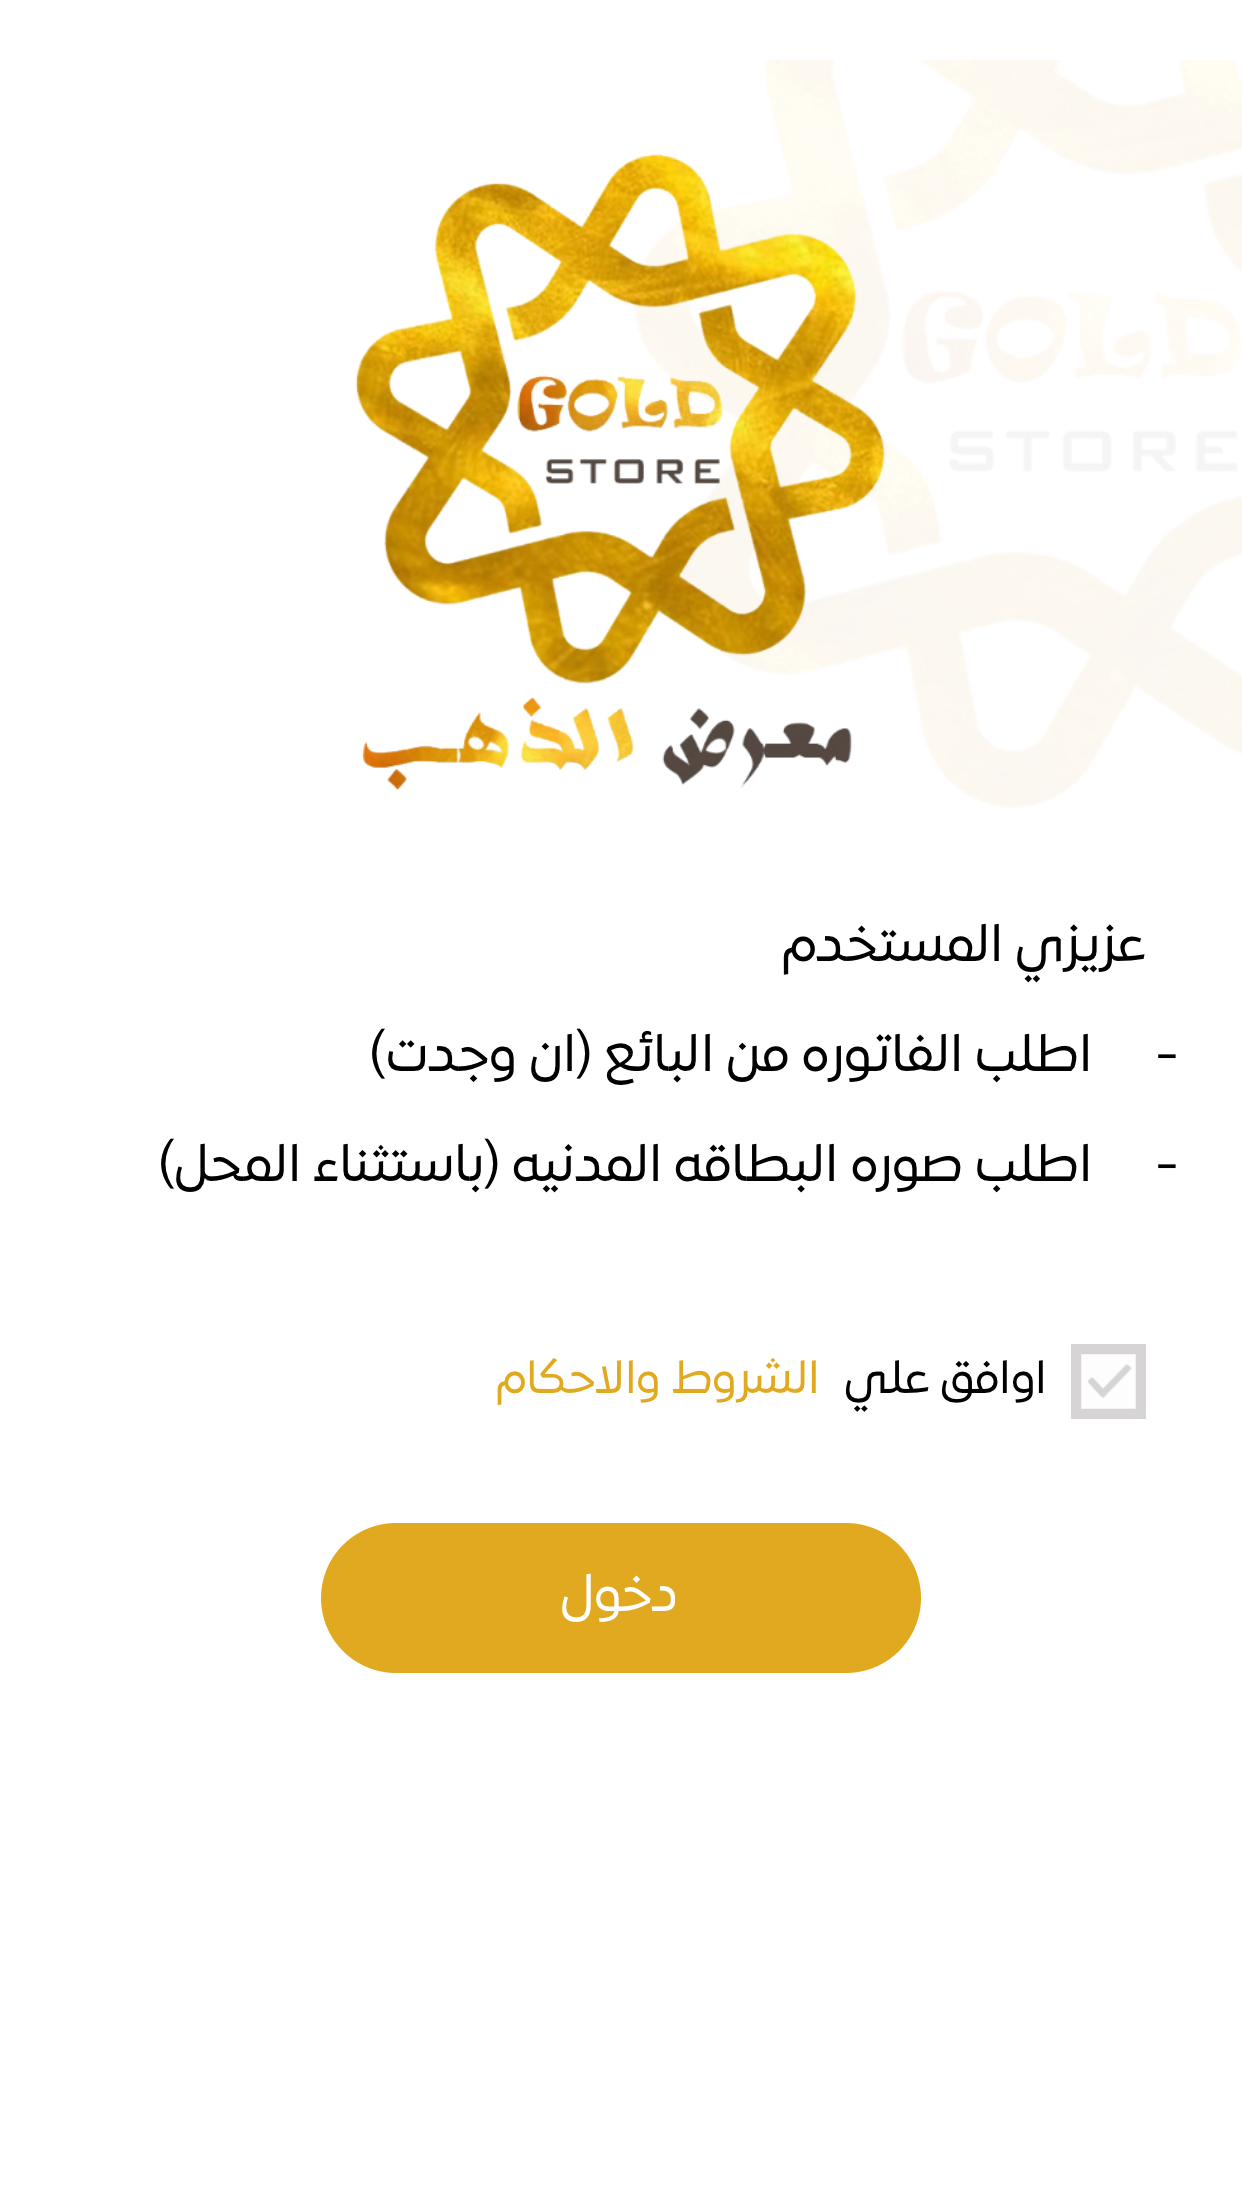 GOLD
STORE
معرض الذهب
GOLD
STORE
عزيزي المستخدم
- اطلب الفاتوره من البائع (ان وجدت)
- اطلب صوره البطاقه المدنيه (باستثناء المحل)
اوافق علي الشروط والاحكام
دخول